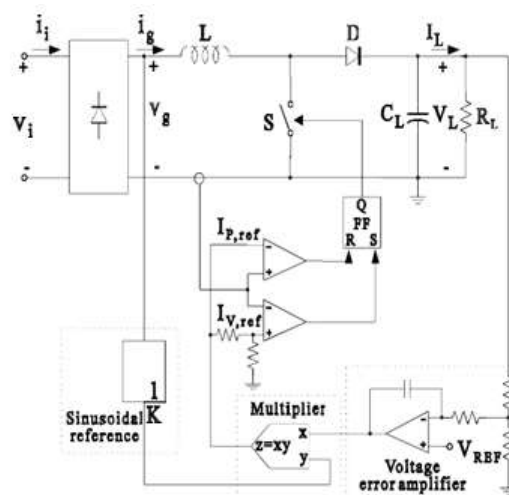 i_i
i_g
L
D
I_L
+
+
+
V_i
V_g
S
C_L
V_L
R_L
-
-
-
Q
FF
R S
I_P,ref
-
+
I_V,ref
-
+
1
K
Sinusoidal
reference
Multiplier
z=xy
x
y
-
+
V_REF
Voltage
error amplifier